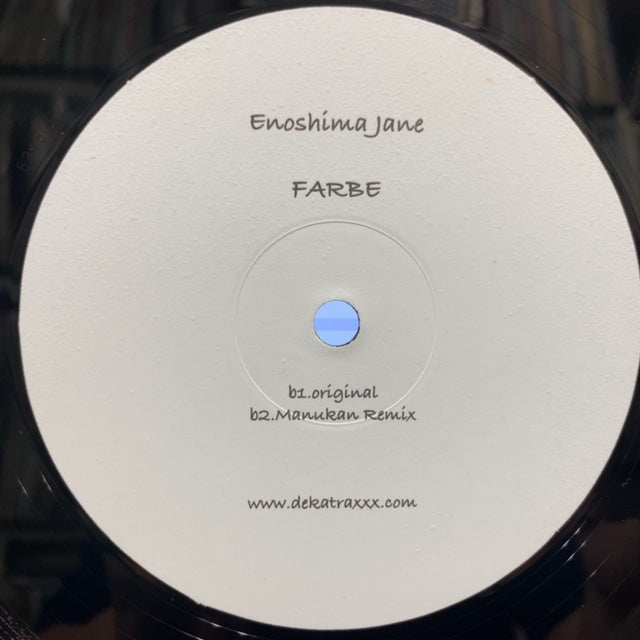 Enoshima Jane
FARBE
b1.original
b2.Manukan Remix
www.dekatraxxx.com